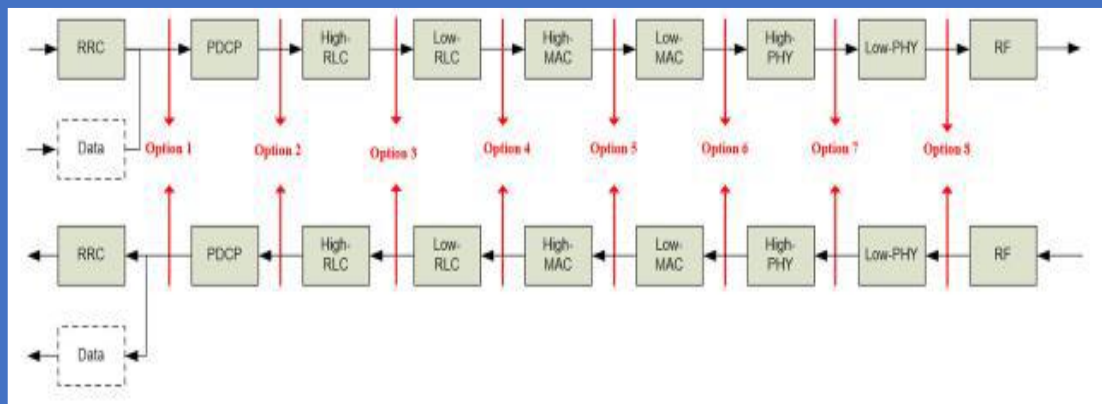 RRC
PDCP
High-
RLC
Low-
RLC
High-
MAC
Low-
MAC
High-
PHY
Low-PHY
RF
Data
Option 1
Option 2
Option 3
Option 4
Option 5
Option 6
Option 7
Option 8
RRC
PDCP
High-
RLC
Low-
RLC
High-
MAC
Low-
MAC
High-
PHY
Low-PHY
RF
Data